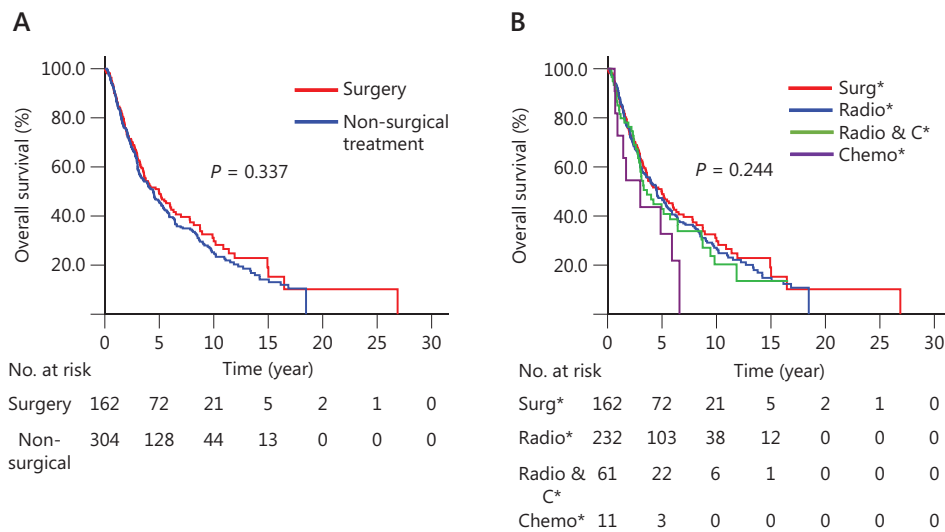 A
100.0
80.0
60.0
40.0
20.0
Overall survival (%)
Surgery
Non-surgical
treatment
P = 0.337
0 5 10 15 20 25 30
Time (year)
No. at risk
Surgery 162 72 21 5 2 1 0
Non- 304 128 44 13 0 0 0
surgical
B
100.0
80.0
60.0
40.0
20.0
Overall survival (%)
Surg*
Radio*
Radio & C*
Chemo*
P = 0.244
0 5 10 15 20 25 30
Time (year)
No. at risk
Surg* 162 72 21 5 2 1 0
Radio* 232 103 38 12 0 0 0
Radio & 61 22 6 1 0 0 0
C*
Chemo* 11 3 0 0 0 0 0